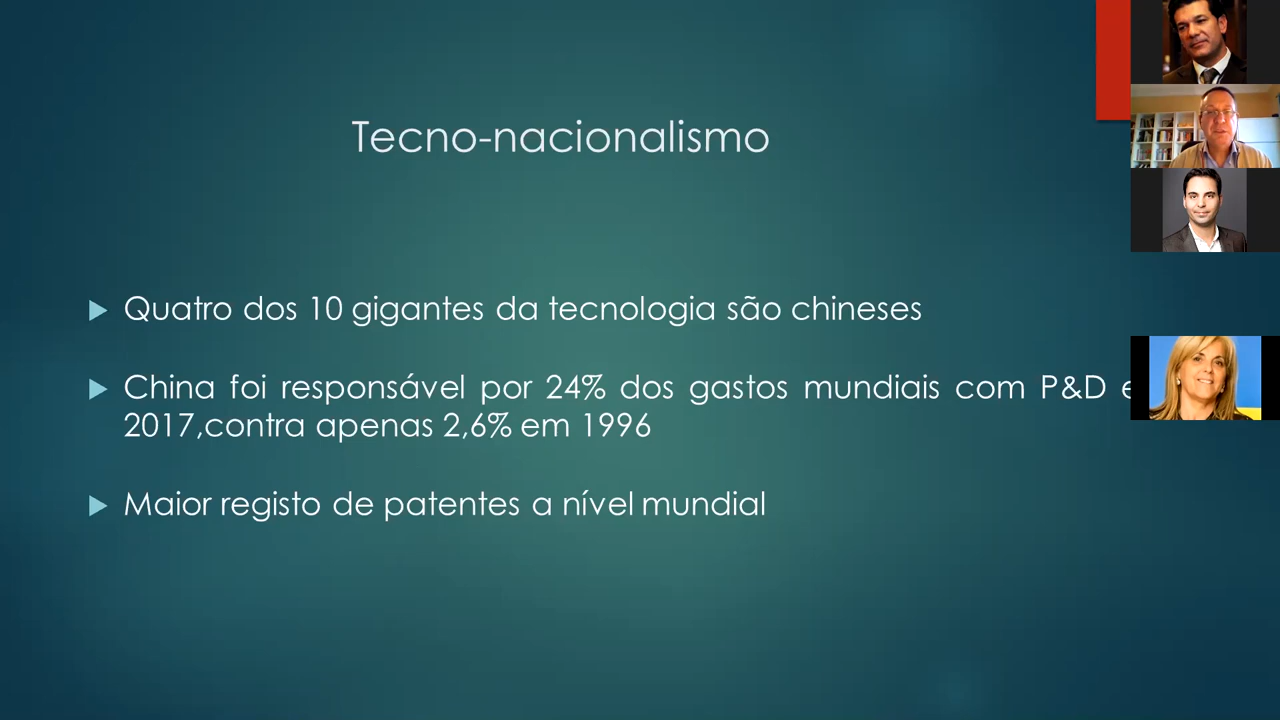 Tecno-nacionalismo
Quatro dos 10 gigantes da tecnologia são chineses
China foi responsável por 24% dos gastos mundiais com P&D
2017,contra apenas 2,6% em 1996
Maior registo de patentes a nível mundial